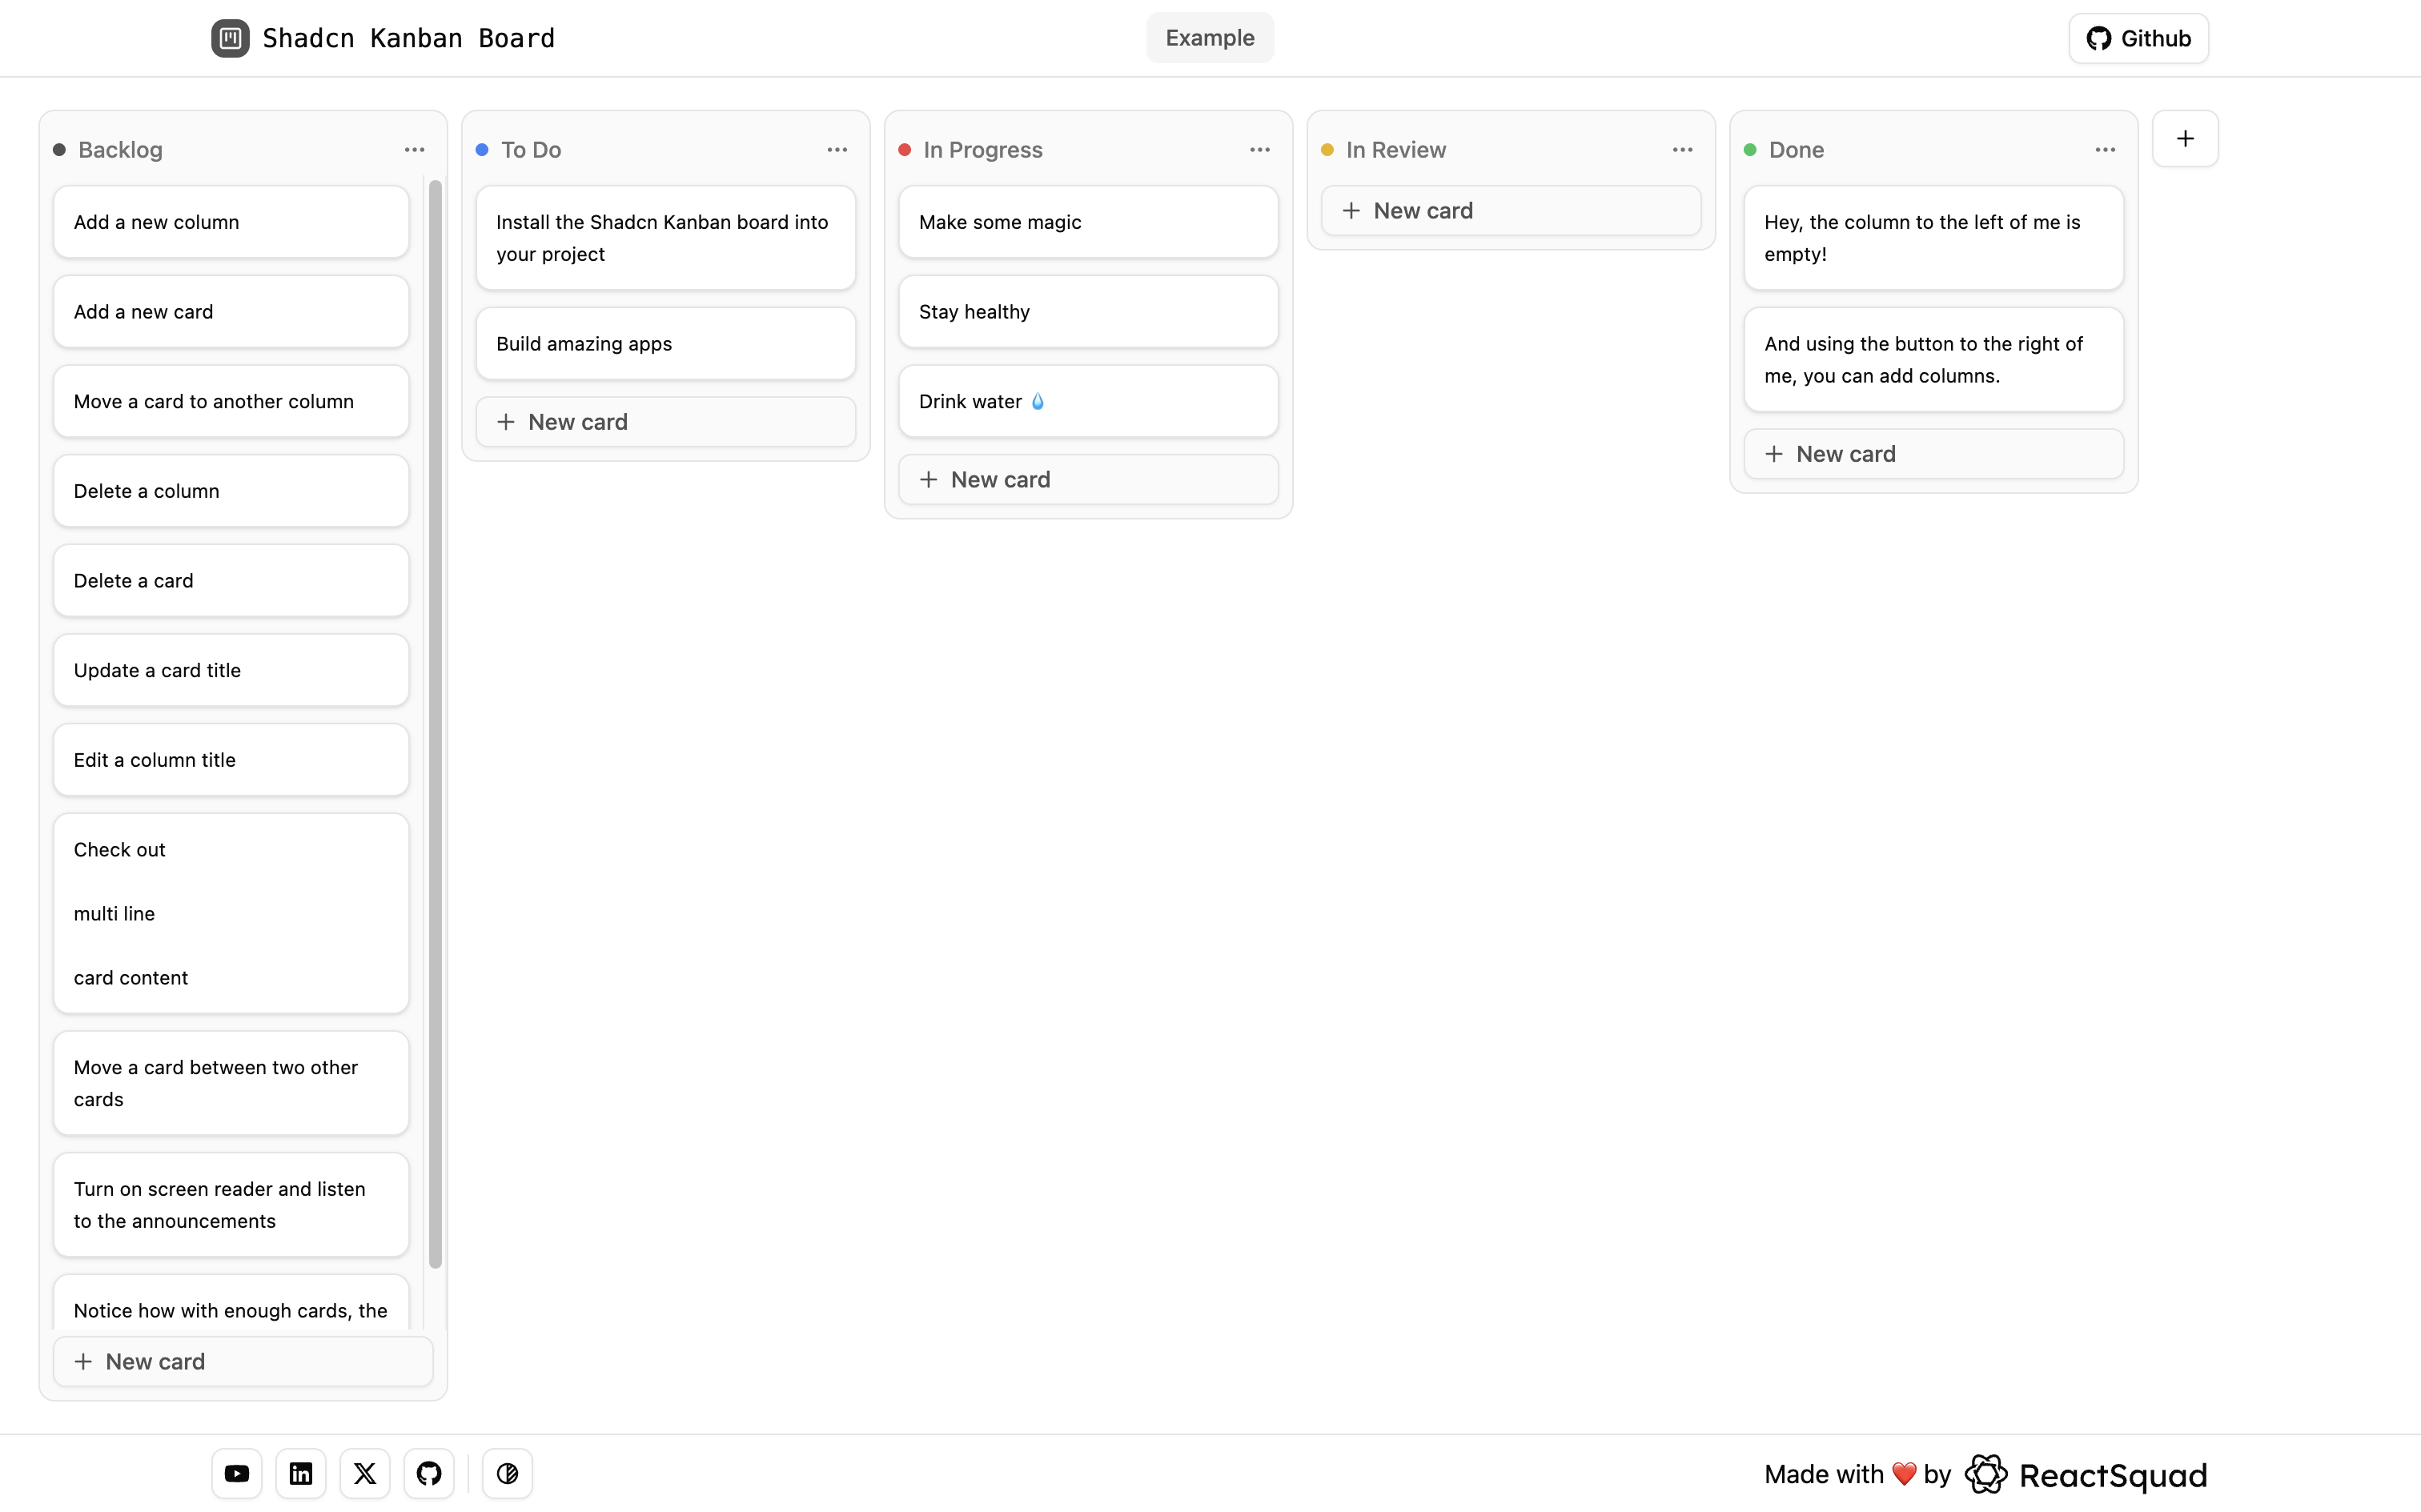 Shadcn Kanban Board
Example
Github
Backlog
Add a new column
Add a new card
Move a card to another column
Delete a column
Delete a card
Update a card title
Edit a column title
Check out
multi line
card content
Move a card between two other
cards
Turn on screen reader and listen
to the announcements
Notice how with enough cards, the
+ New card
To Do
Install the Shadcn Kanban board into
your project
Build amazing apps
+ New card
In Progress
Make some magic
Stay healthy
Drink water 💧
+ New card
In Review
+ New card
Done
Hey, the column to the left of me is
empty!
And using the button to the right of
me, you can add columns.
+ New card
+
Made with ❤️ by ReactSquad